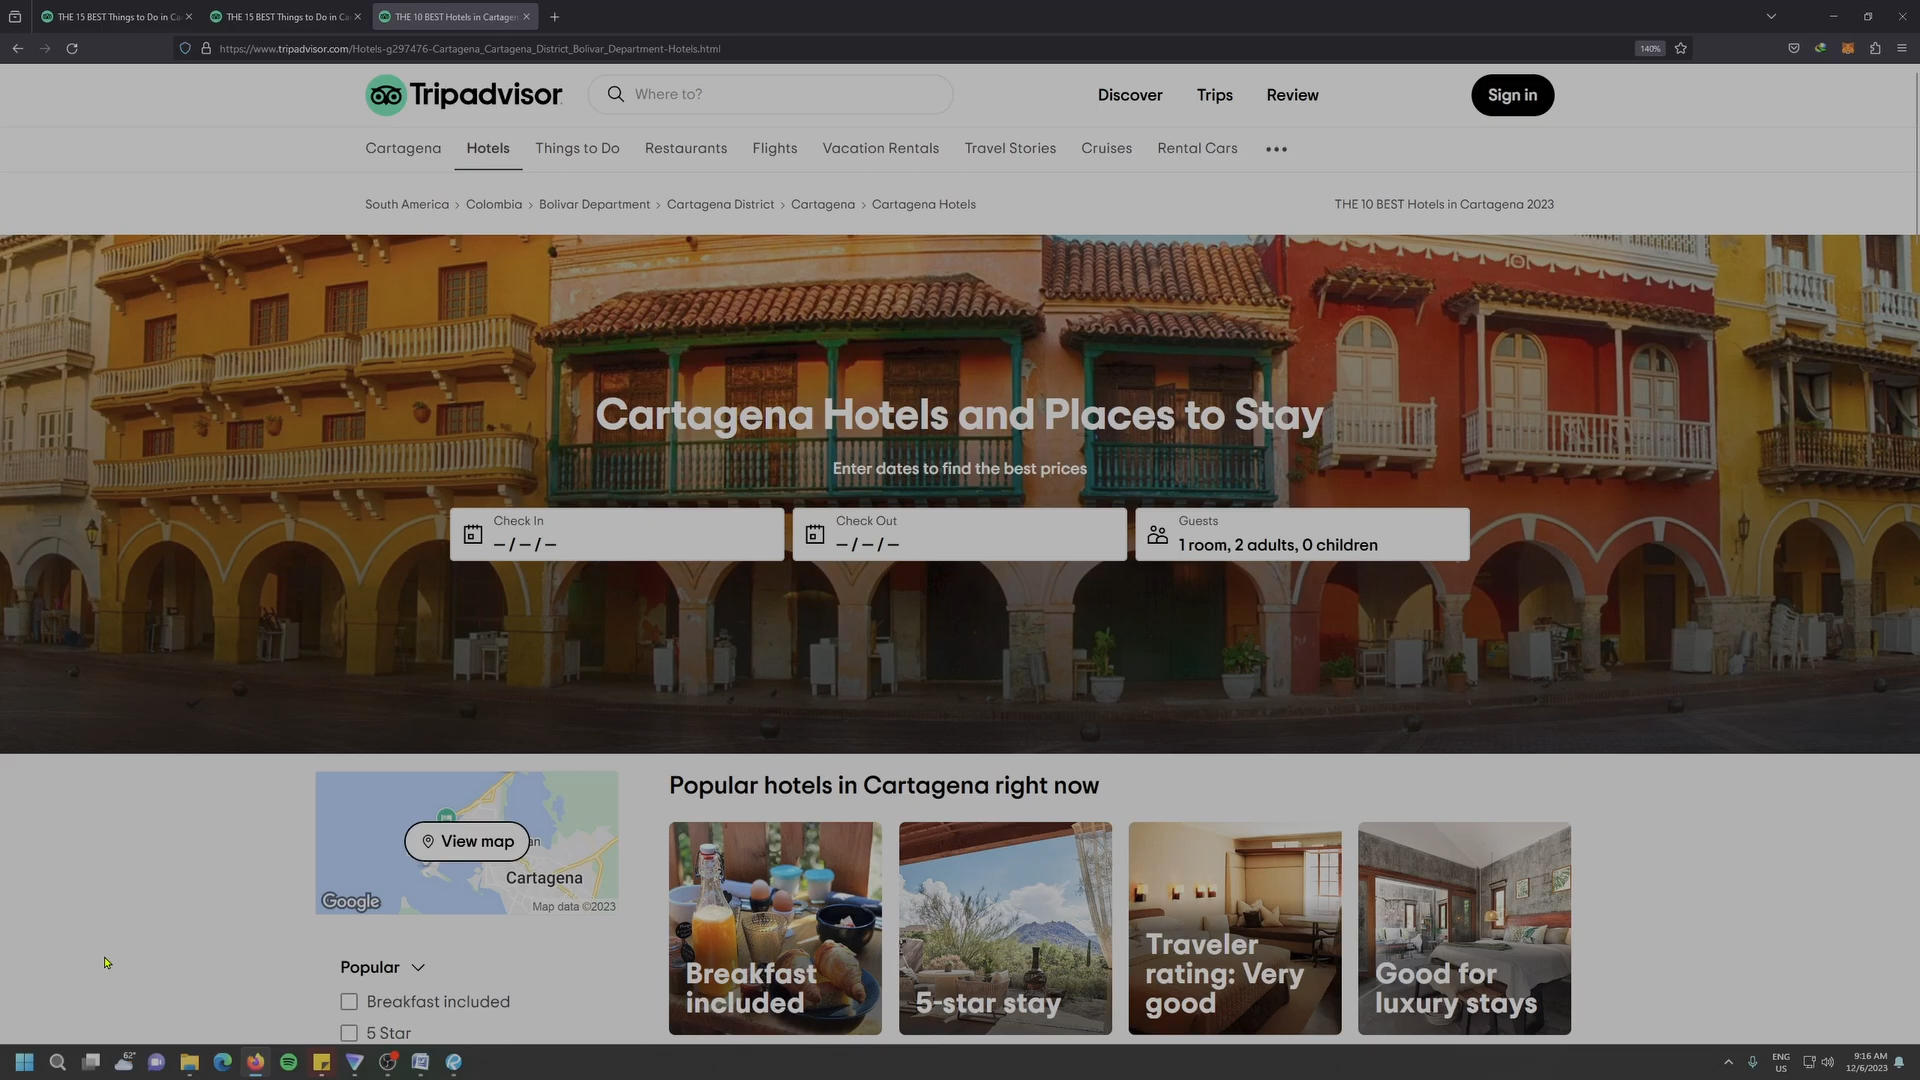 THE 15 BEST Things to Do in Ca
THE 15 BEST Things to Do in Ca
THE 10 BEST Hotels in Cartagen
https://www.tripadvisor.com/Hotels-g297476-Cartagena_Cartagena_District_Bolivar_Department-Hotels.html
140%
Tripadvisor
Where to?
Discover
Trips
Review
Sign in
Cartagena
Hotels
Things to Do
Restaurants
Flights
Vacation Rentals
Travel Stories
Cruises
Rental Cars
South America > Colombia > Bolivar Department > Cartagena District > Cartagena > Cartagena Hotels
THE 10 BEST Hotels in Cartagena 2023
Cartagena Hotels and Places to Stay
Enter dates to find the best prices
Check In
– / – / –
Check Out
– / – / –
Guests
1 room, 2 adults, 0 children
View map
an
Cartagena
Google
Map data ©2023
Popular
Breakfast included
5 Star
Popular hotels in Cartagena right now
Breakfast
included
5-star stay
Traveler
rating: Very
good
Good for
luxury stays
62°
ENG
US
9:16 AM
12/6/2023